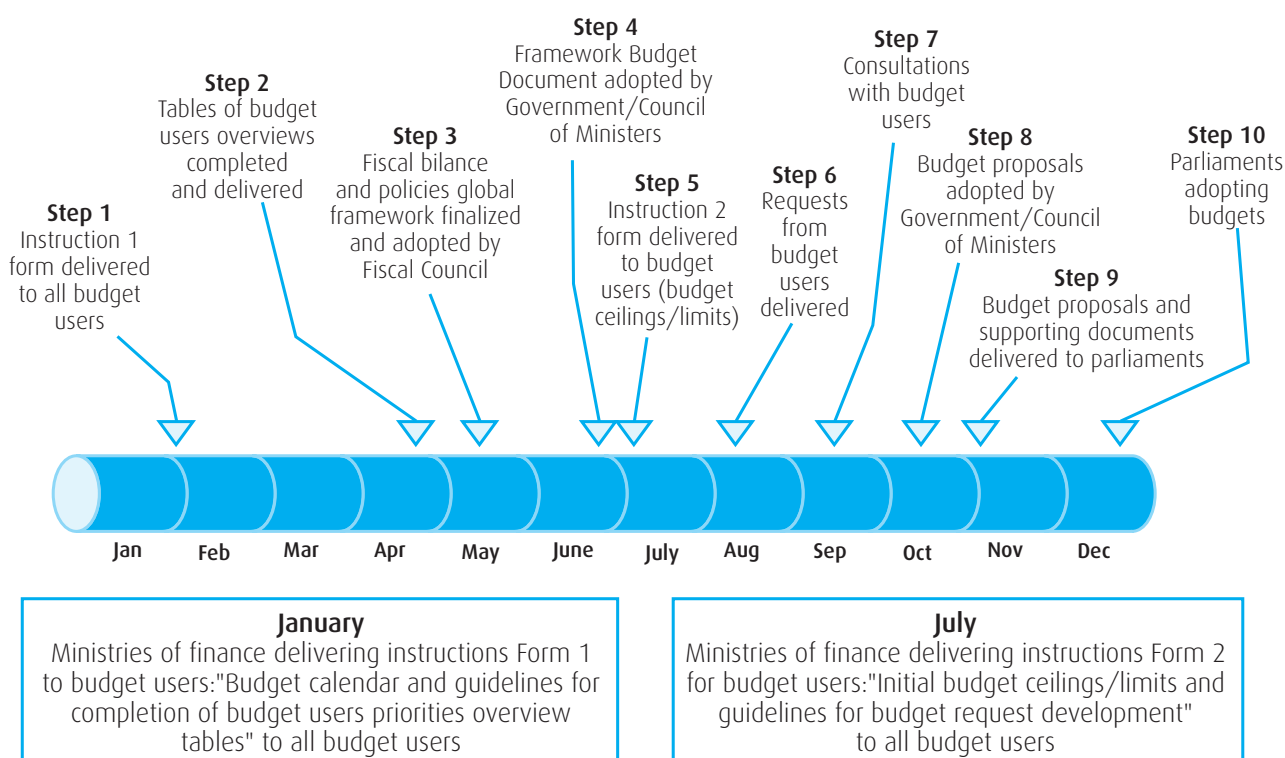 Step 1
Instruction 1
form delivered
to all budget
users
Step 2
Tables of budget
users overviews
completed
and delivered
Step 3
Fiscal bilance
and policies global
framework finalized
and adopted by
Fiscal Council
Step 4
Framework Budget
Document adopted by
Government/Council
of Ministers
Step 5
Instruction 2
form delivered
to budget
users (budget
ceilings/limits)
Step 6
Requests
from
budget
users
delivered
Step 7
Consultations
with budget
users
Step 8
Budget proposals
adopted by
Government/Council
of Ministers
Step 9
Budget proposals and
supporting documents
delivered to parliaments
Step 10
Parliaments
adopting
budgets
Jan
Feb
Mar
Apr
May
June
July
Aug
Sep
Oct
Nov
Dec
January
Ministries of finance delivering instructions Form 1
to budget users:"Budget calendar and guidelines for
completion of budget users priorities overview
tables" to all budget users
July
Ministries of finance delivering instructions Form 2
for budget users:"Initial budget ceilings/limits and
guidelines for budget request development"
to all budget users